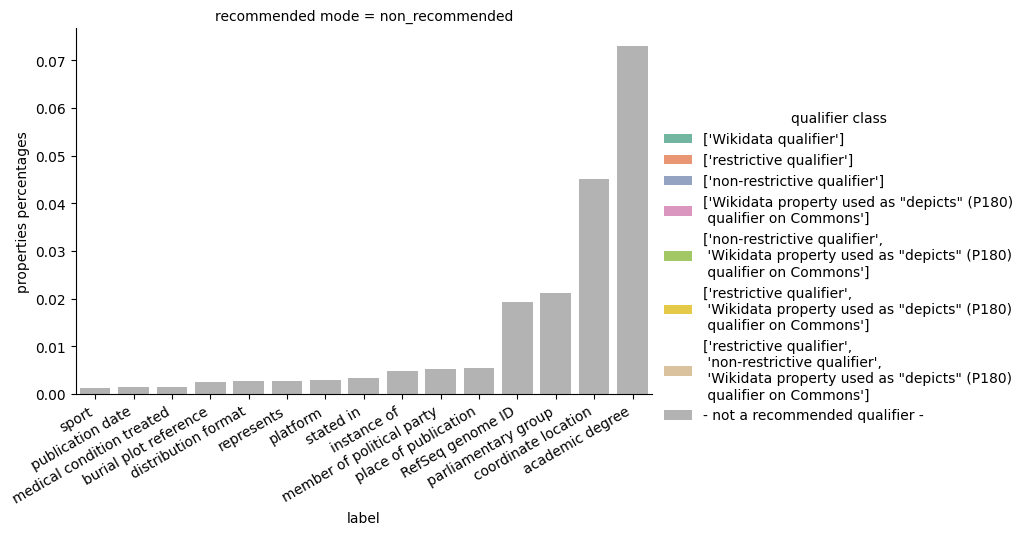 recommended mode = non_recommended
properties percentages
0.07
0.06
0.05
0.04
0.03
0.02
0.01
0.00
sport
publication date
medical condition treated
burial plot reference
distribution format
represents
platform
stated in
instance of
member of political party
place of publication
RefSeq genome ID
parliamentary group
coordinate location
academic degree
label
qualifier class
['Wikidata qualifier']
['restrictive qualifier']
['non-restrictive qualifier']
['Wikidata property used as "depicts" (P180)
qualifier on Commons']
['non-restrictive qualifier',
'Wikidata property used as "depicts" (P180)
qualifier on Commons']
['restrictive qualifier',
'Wikidata property used as "depicts" (P180)
qualifier on Commons']
['restrictive qualifier',
'non-restrictive qualifier',
'Wikidata property used as "depicts" (P180)
qualifier on Commons']
- not a recommended qualifier -